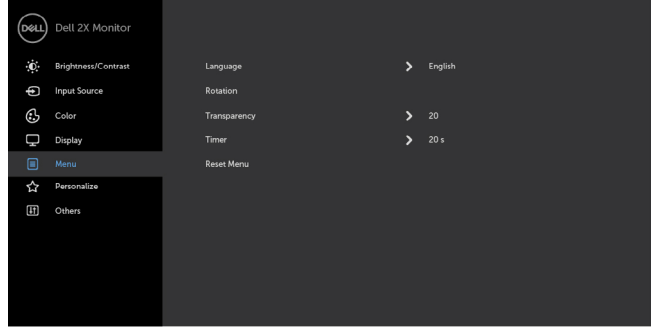 DELL
Dell 2X Monitor
Brightness/Contrast
Input Source
Color
Display
Menu
Personalize
Others
Language English
Rotation
Transparency 20
Timer 20 s
Reset Menu